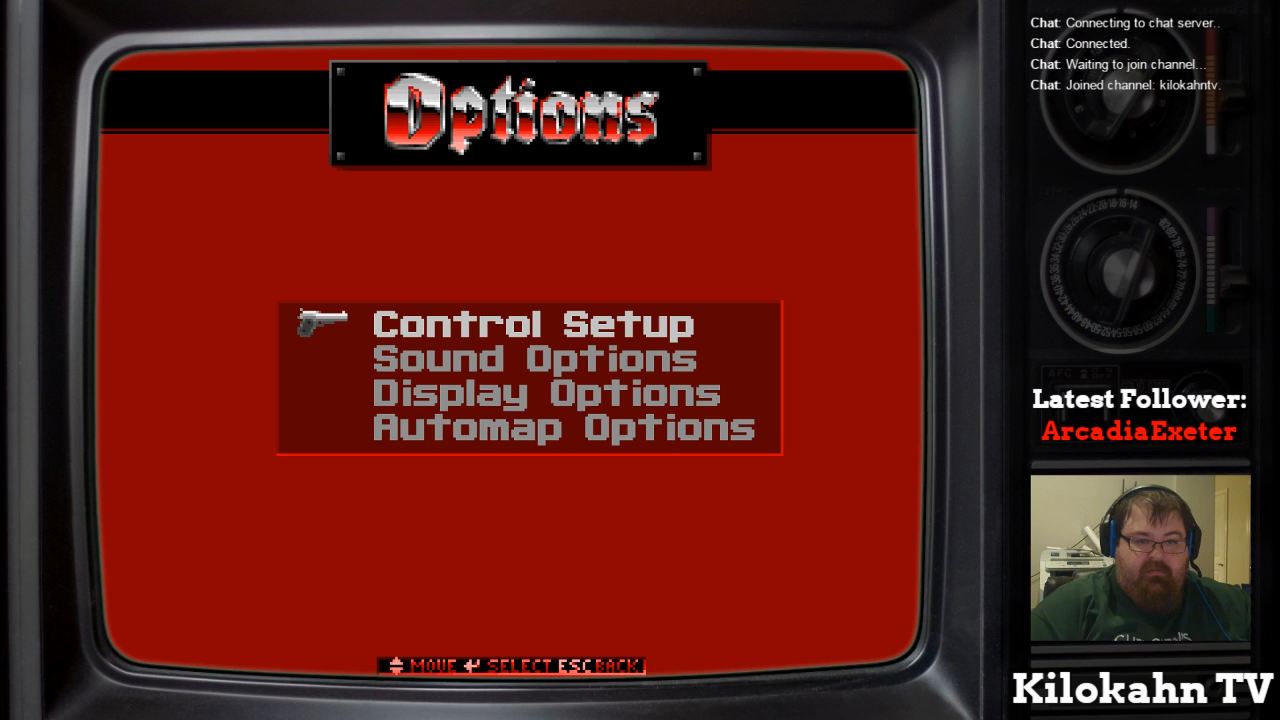 Options
Control Setup
Sound Options
Display Options
Automap Options
MOVE SELECT ESC BACK
Chat: Connecting to chat server..
Chat: Connected.
Chat: Waiting to join channel...
Chat: Joined channel: kilokahntv.
AFC
Latest Follower:
ArcadiaExeter
Kilokahn TV